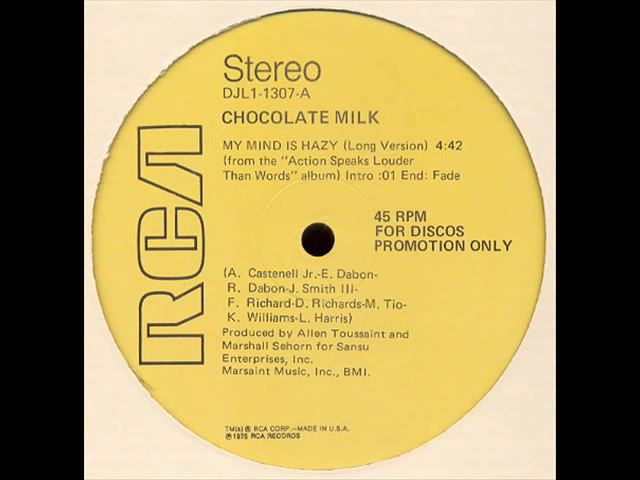 Stereo
DJL1-1307-A
CHOCOLATE MILK
MY MIND IS HAZY (Long Version) 4:42
(from the "Action Speaks Louder
Than Words" album) Intro :01 End: Fade
RCA
45 RPM
FOR DISCOS
PROMOTION ONLY
(A. Castenell Jr.-E. Dabon-
R. Dabon-J. Smith III-
F. Richard-D. Richards-M. Tio-
K. Williams-L. Harris)
Produced by Allen Toussaint and
Marshall Sehorn for Sansu
Enterprises, Inc.
Marsaint Music, Inc., BMI.
TM(s) ® RCA CORP.—MADE IN U.S.A.
℗ 1975 RCA RECORDS